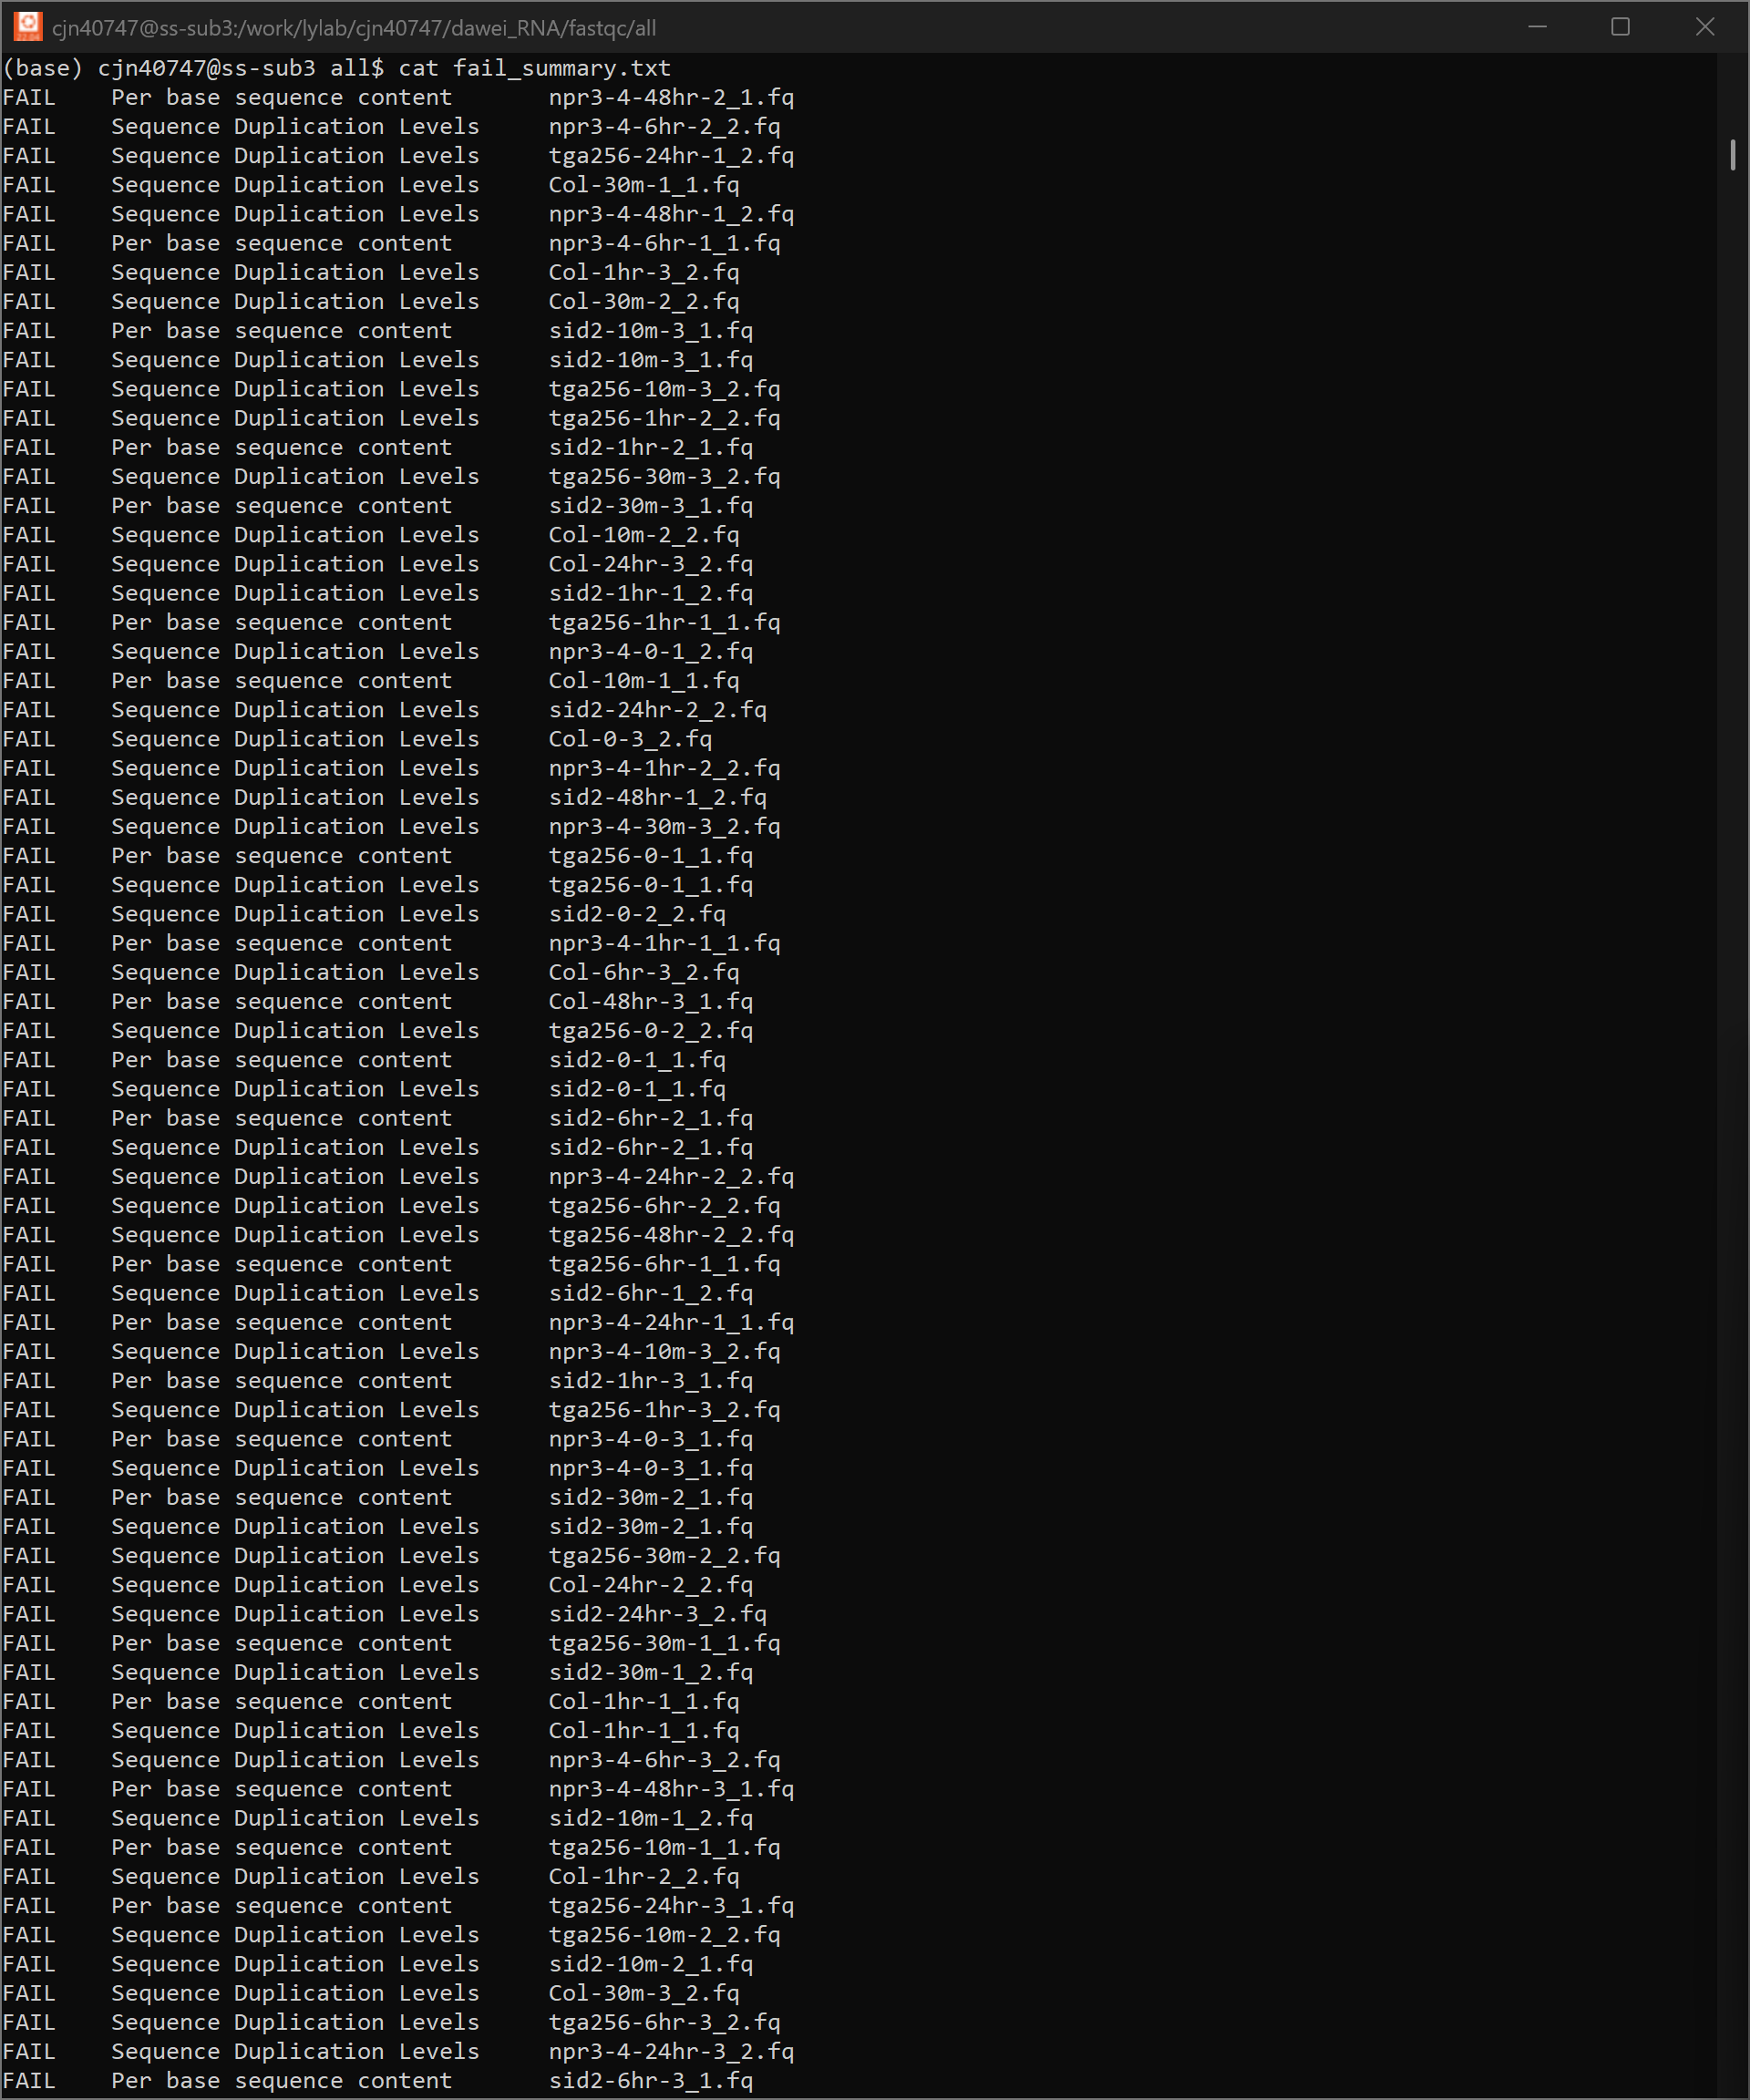 cjn40747@ss-sub3:/work/lylab/cjn40747/dawei_RNA/fastqc/all
(base) cjn40747@ss-sub3 all$ cat fail_summary.txt
FAIL    Per base sequence content       npr3-4-48hr-2_1.fq
FAIL    Sequence Duplication Levels     npr3-4-6hr-2_2.fq
FAIL    Sequence Duplication Levels     tga256-24hr-1_2.fq
FAIL    Sequence Duplication Levels     Col-30m-1_1.fq
FAIL    Sequence Duplication Levels     npr3-4-48hr-1_2.fq
FAIL    Per base sequence content       npr3-4-6hr-1_1.fq
FAIL    Sequence Duplication Levels     Col-1hr-3_2.fq
FAIL    Sequence Duplication Levels     Col-30m-2_2.fq
FAIL    Per base sequence content       sid2-10m-3_1.fq
FAIL    Sequence Duplication Levels     sid2-10m-3_1.fq
FAIL    Sequence Duplication Levels     tga256-10m-3_2.fq
FAIL    Sequence Duplication Levels     tga256-1hr-2_2.fq
FAIL    Per base sequence content       sid2-1hr-2_1.fq
FAIL    Sequence Duplication Levels     tga256-30m-3_2.fq
FAIL    Per base sequence content       sid2-30m-3_1.fq
FAIL    Sequence Duplication Levels     Col-10m-2_2.fq
FAIL    Sequence Duplication Levels     Col-24hr-3_2.fq
FAIL    Sequence Duplication Levels     sid2-1hr-1_2.fq
FAIL    Per base sequence content       tga256-1hr-1_1.fq
FAIL    Sequence Duplication Levels     npr3-4-0-1_2.fq
FAIL    Per base sequence content       Col-10m-1_1.fq
FAIL    Sequence Duplication Levels     sid2-24hr-2_2.fq
FAIL    Sequence Duplication Levels     Col-0-3_2.fq
FAIL    Sequence Duplication Levels     npr3-4-1hr-2_2.fq
FAIL    Sequence Duplication Levels     sid2-48hr-1_2.fq
FAIL    Sequence Duplication Levels     npr3-4-30m-3_2.fq
FAIL    Per base sequence content       tga256-0-1_1.fq
FAIL    Sequence Duplication Levels     tga256-0-1_1.fq
FAIL    Sequence Duplication Levels     sid2-0-2_2.fq
FAIL    Per base sequence content       npr3-4-1hr-1_1.fq
FAIL    Sequence Duplication Levels     Col-6hr-3_2.fq
FAIL    Per base sequence content       Col-48hr-3_1.fq
FAIL    Sequence Duplication Levels     tga256-0-2_2.fq
FAIL    Per base sequence content       sid2-0-1_1.fq
FAIL    Sequence Duplication Levels     sid2-0-1_1.fq
FAIL    Per base sequence content       sid2-6hr-2_1.fq
FAIL    Sequence Duplication Levels     sid2-6hr-2_1.fq
FAIL    Sequence Duplication Levels     npr3-4-24hr-2_2.fq
FAIL    Sequence Duplication Levels     tga256-6hr-2_2.fq
FAIL    Sequence Duplication Levels     tga256-48hr-2_2.fq
FAIL    Per base sequence content       tga256-6hr-1_1.fq
FAIL    Sequence Duplication Levels     sid2-6hr-1_2.fq
FAIL    Per base sequence content       npr3-4-24hr-1_1.fq
FAIL    Sequence Duplication Levels     npr3-4-10m-3_2.fq
FAIL    Per base sequence content       sid2-1hr-3_1.fq
FAIL    Sequence Duplication Levels     tga256-1hr-3_2.fq
FAIL    Per base sequence content       npr3-4-0-3_1.fq
FAIL    Sequence Duplication Levels     npr3-4-0-3_1.fq
FAIL    Per base sequence content       sid2-30m-2_1.fq
FAIL    Sequence Duplication Levels     sid2-30m-2_1.fq
FAIL    Sequence Duplication Levels     tga256-30m-2_2.fq
FAIL    Sequence Duplication Levels     Col-24hr-2_2.fq
FAIL    Sequence Duplication Levels     sid2-24hr-3_2.fq
FAIL    Per base sequence content       tga256-30m-1_1.fq
FAIL    Sequence Duplication Levels     sid2-30m-1_2.fq
FAIL    Per base sequence content       Col-1hr-1_1.fq
FAIL    Sequence Duplication Levels     Col-1hr-1_1.fq
FAIL    Sequence Duplication Levels     npr3-4-6hr-3_2.fq
FAIL    Per base sequence content       npr3-4-48hr-3_1.fq
FAIL    Sequence Duplication Levels     sid2-10m-1_2.fq
FAIL    Per base sequence content       tga256-10m-1_1.fq
FAIL    Sequence Duplication Levels     Col-1hr-2_2.fq
FAIL    Per base sequence content       tga256-24hr-3_1.fq
FAIL    Sequence Duplication Levels     tga256-10m-2_2.fq
FAIL    Sequence Duplication Levels     sid2-10m-2_1.fq
FAIL    Sequence Duplication Levels     Col-30m-3_2.fq
FAIL    Sequence Duplication Levels     tga256-6hr-3_2.fq
FAIL    Sequence Duplication Levels     npr3-4-24hr-3_2.fq
FAIL    Per base sequence content       sid2-6hr-3_1.fq